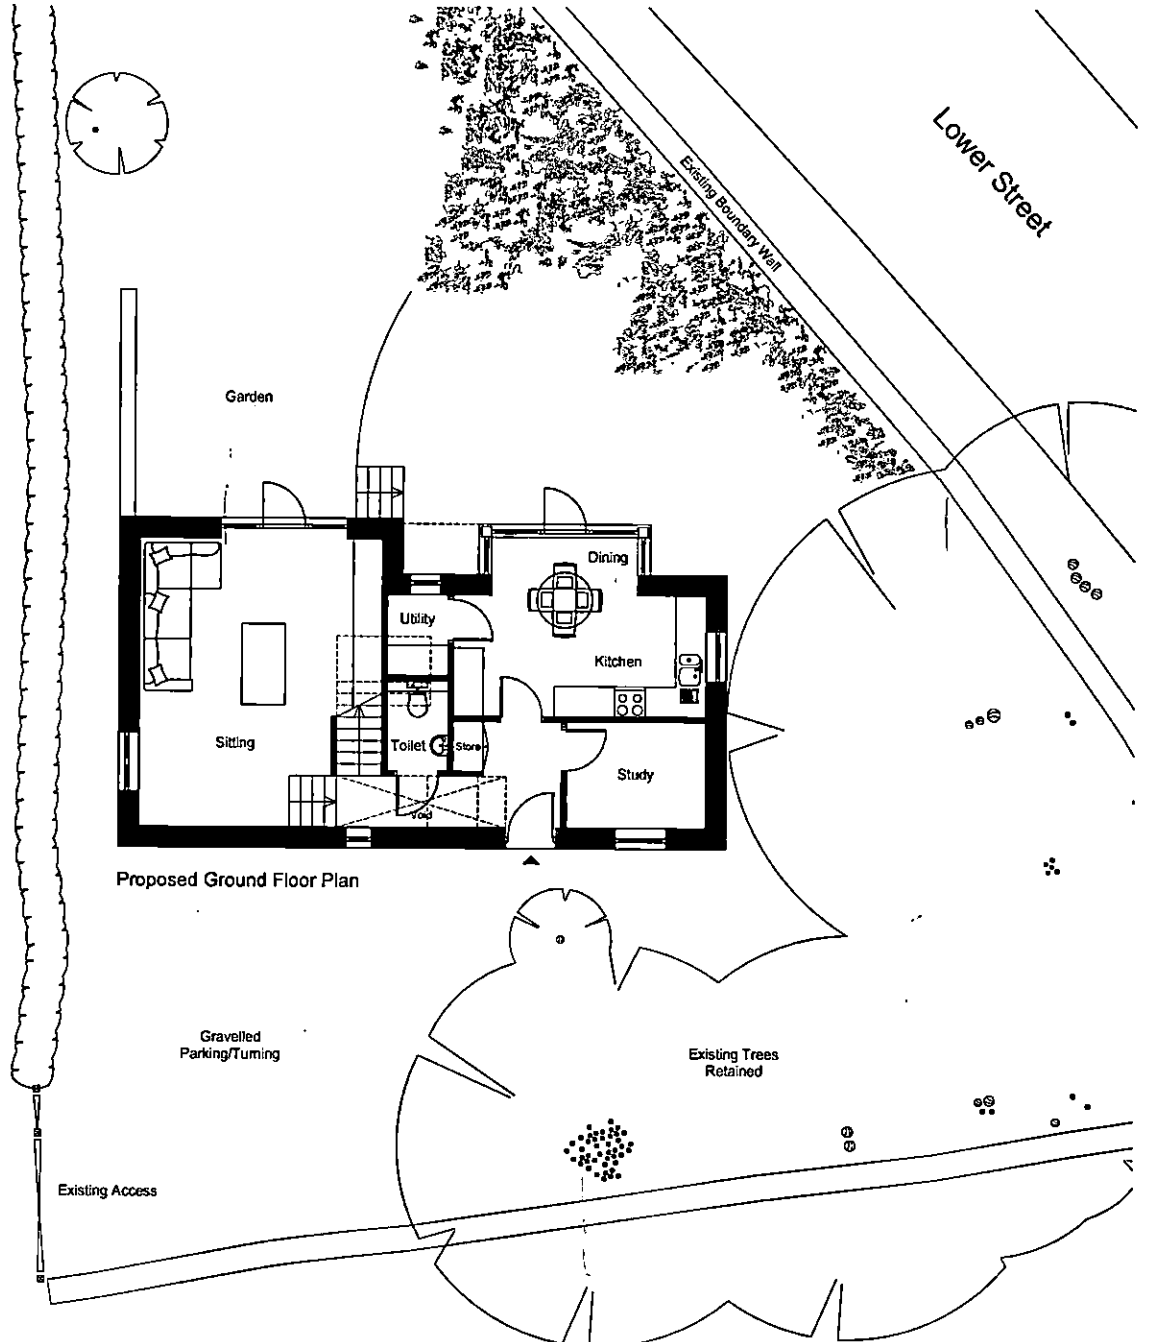 Lower Street
Existing Boundary Wall
Garden
Dining
Utility
Kitchen
Sitting
Toilet
Store
Study
Void
Proposed Ground Floor Plan
Gravelled
Parking/Turning
Existing Trees
Retained
Existing Access